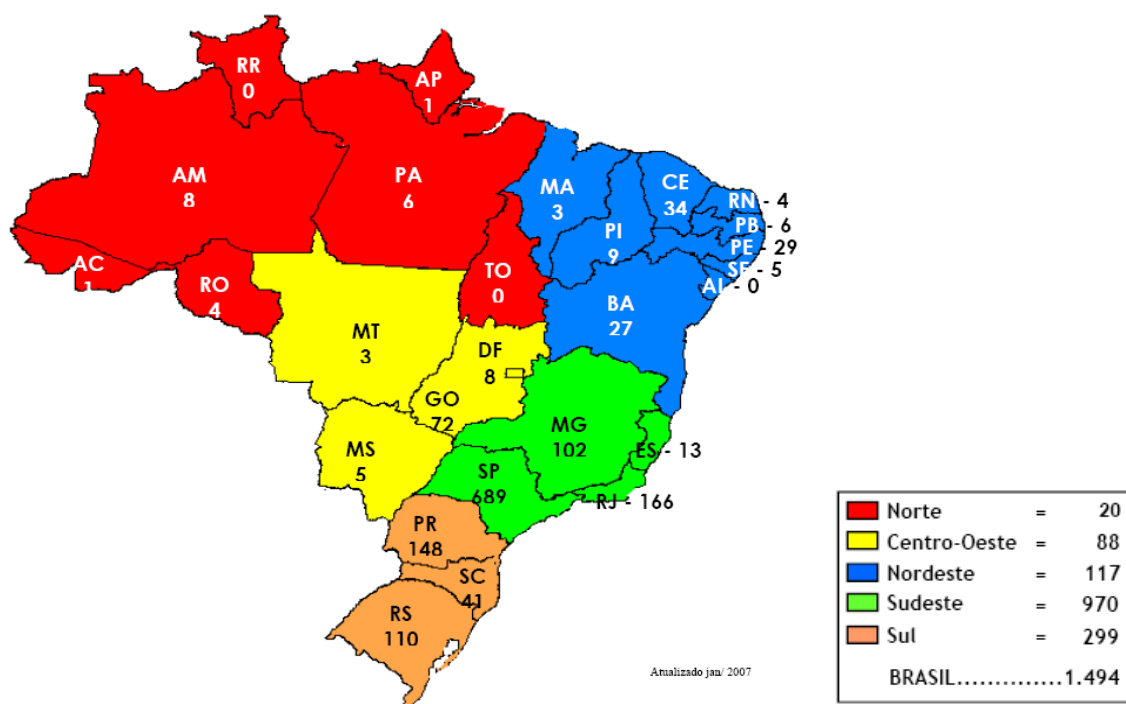 RR
0
AP
1
AM
8
PA
6
MA
3
CE
34
RN - 4
PB - 6
PE - 29
SE - 5
AL - 0
PI
9
AC
1
RO
4
TO
0
BA
27
MT
3
DF
8
GO
72
MS
5
MG
102
ES - 13
SP
689
RJ - 166
PR
148
SC
41
RS
110
Norte = 20
Centro-Oeste = 88
Nordeste = 117
Sudeste = 970
Sul = 299
BRASIL..............1.494
Atualizado jan/ 2007